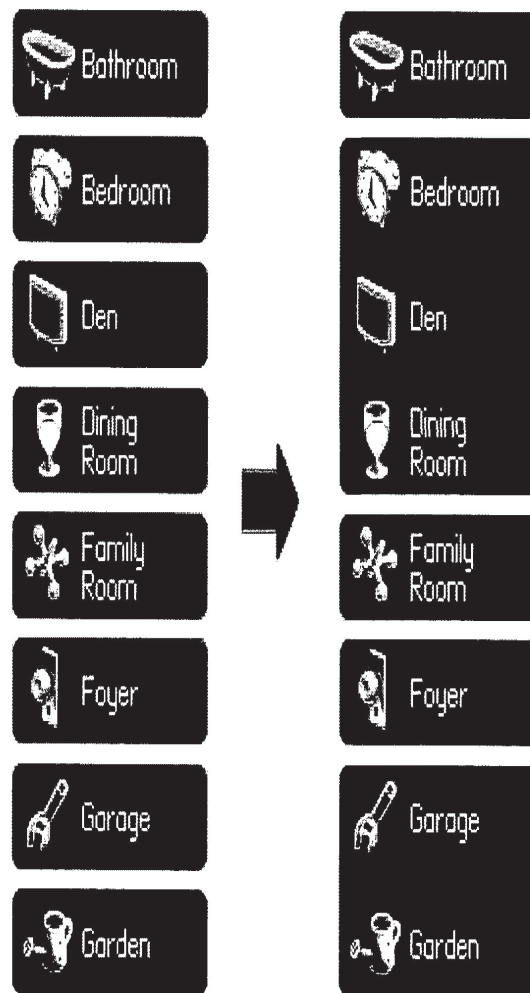 Bathroom
Bedroom
Den
Dining
Room
Family
Room
Foyer
Garage
Garden
Bathroom
Bedroom
Den
Dining
Room
Family
Room
Foyer
Garage
Garden